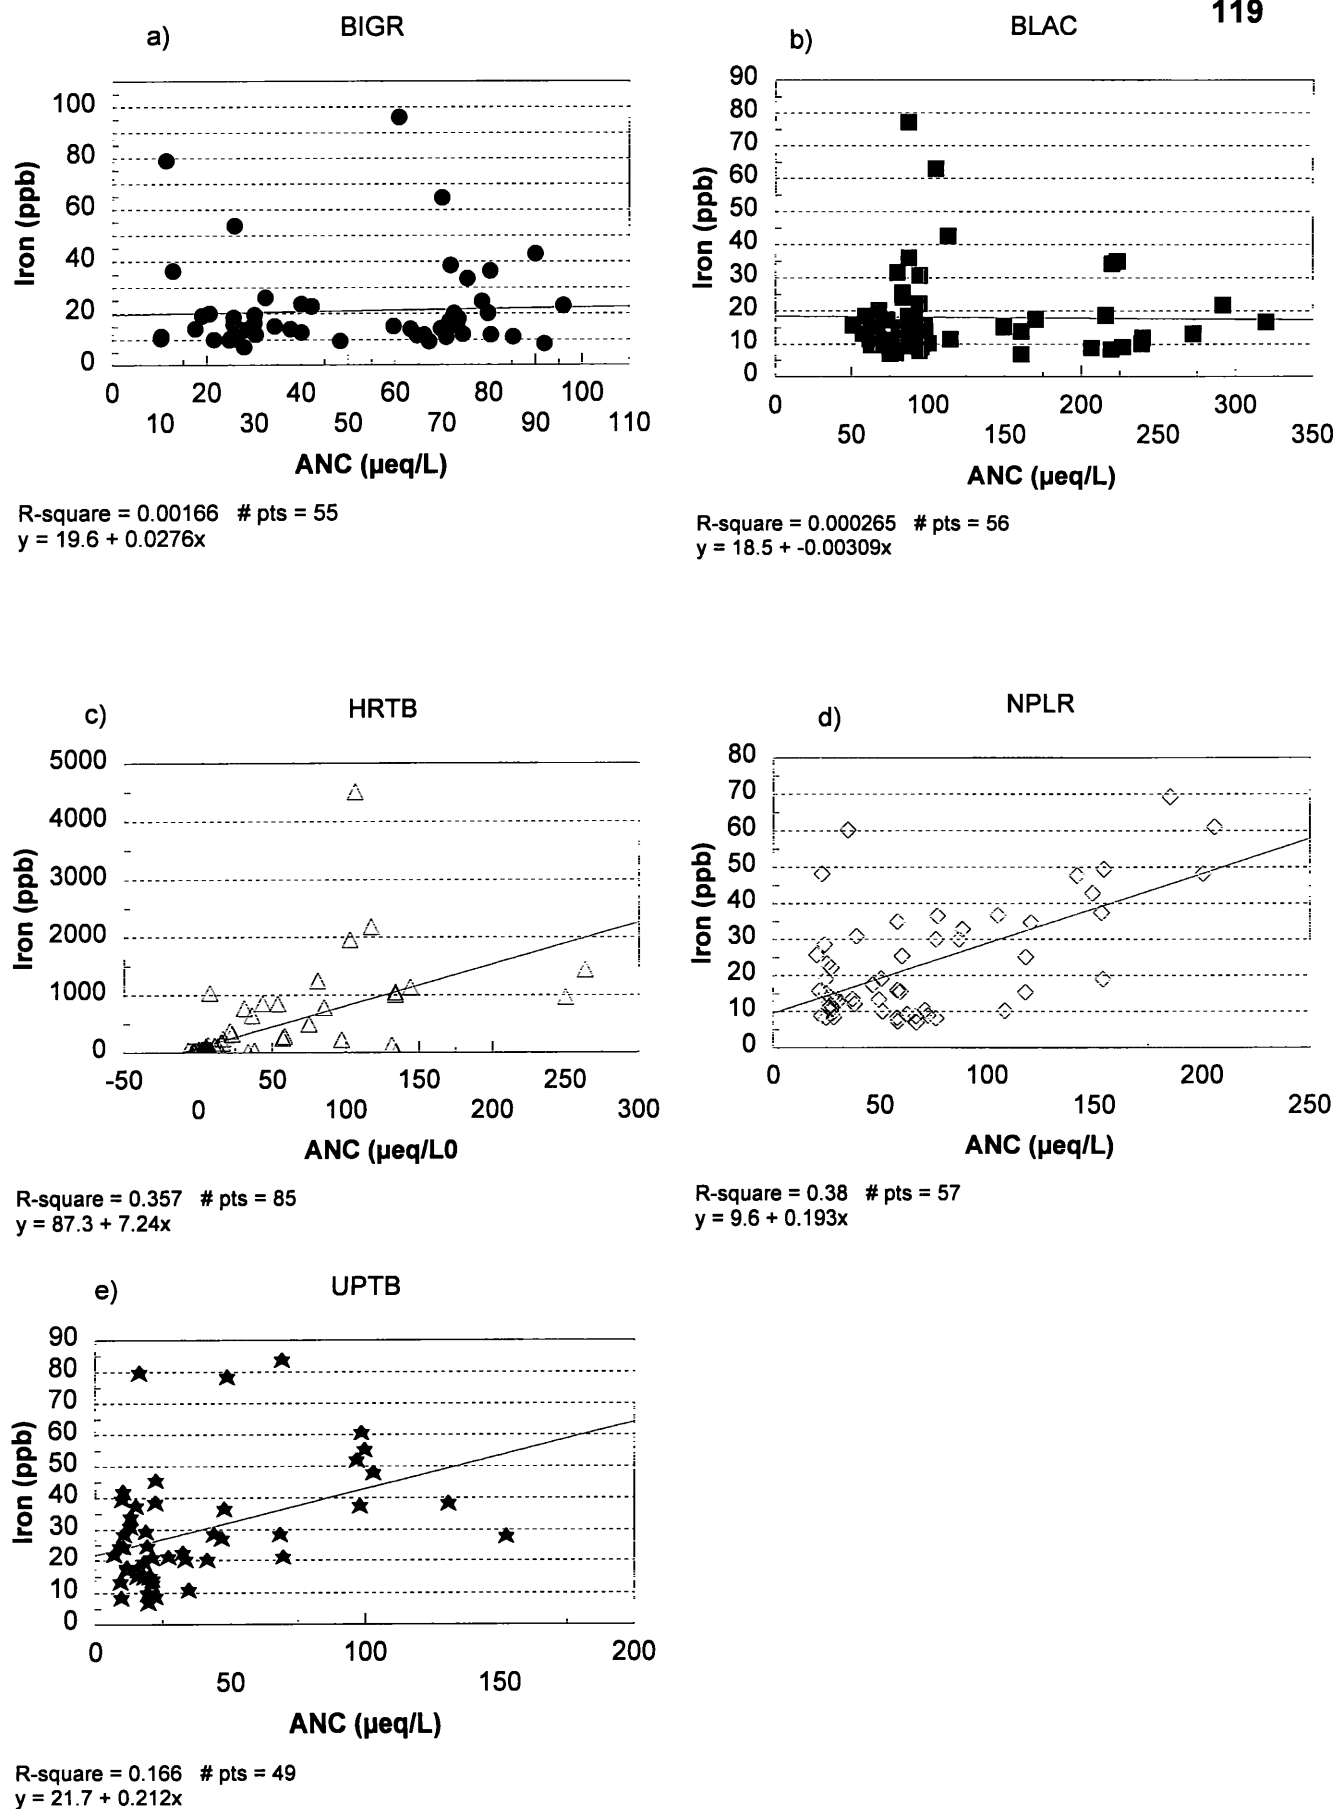 119
a) BIGR
Iron (ppb)
100
80
60
40
20
0
0 20 40 60 80 100
10 30 50 70 90 110
ANC (µeq/L)
R-square = 0.00166 # pts = 55
y = 19.6 + 0.0276x
b) BLAC
Iron (ppb)
90
80
70
60
50
40
30
20
10
0
0 100 200 300
50 150 250 350
ANC (µeq/L)
R-square = 0.000265 # pts = 56
y = 18.5 + -0.00309x
c) HRTB
Iron (ppb)
5000
4000
3000
2000
1000
0
-50 50 150 250
0 100 200 300
ANC (µeq/L0
R-square = 0.357 # pts = 85
y = 87.3 + 7.24x
d) NPLR
Iron (ppb)
80
70
60
50
40
30
20
10
0
0 100 200
50 150 250
ANC (µeq/L)
R-square = 0.38 # pts = 57
y = 9.6 + 0.193x
e) UPTB
Iron (ppb)
90
80
70
60
50
40
30
20
10
0
0 100 200
50 150
ANC (µeq/L)
R-square = 0.166 # pts = 49
y = 21.7 + 0.212x